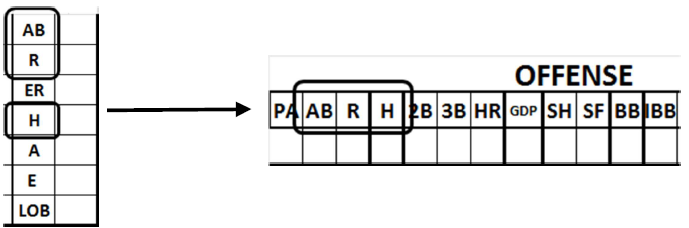 AB
R
ER
H
A
E
LOB
OFFENSE
PA AB R H 2B 3B HR GDP SH SF BB IBB